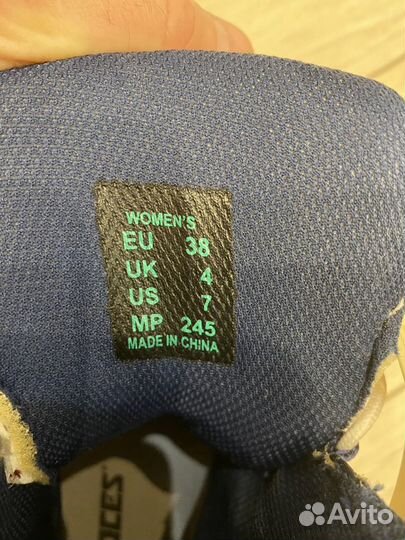 WOMEN'S
EU 38
UK 4
US 7
MP 245
MADE IN CHINA
Avito